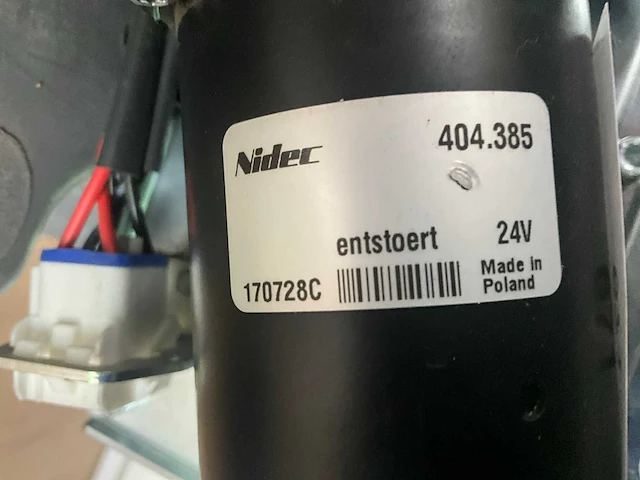 Nidec
404.385
entstoert 24V
170728C
Made in
Poland